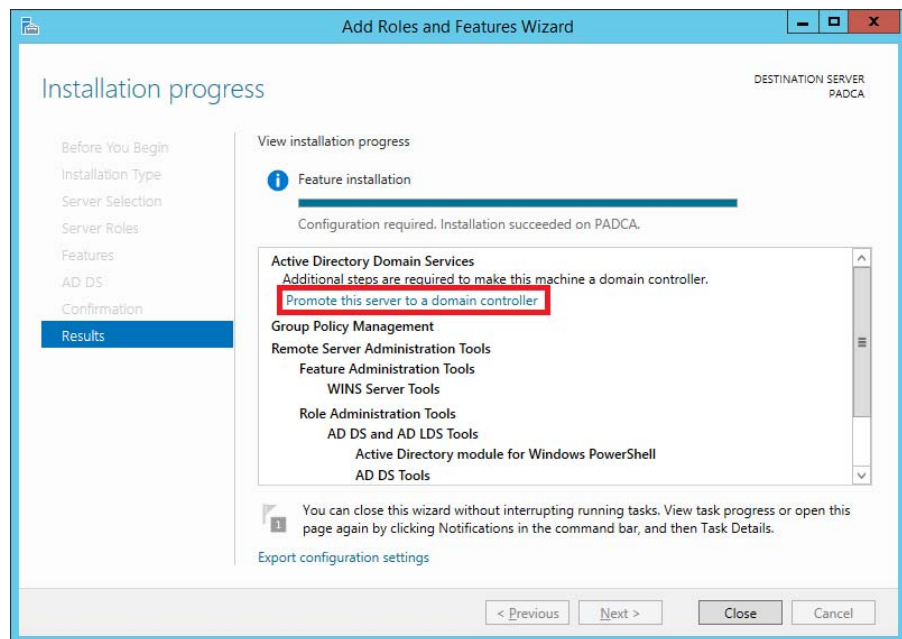 Add Roles and Features Wizard
Installation progress
DESTINATION SERVER
PADCA
Before You Begin
Installation Type
Server Selection
Server Roles
Features
AD DS
Confirmation
Results
View installation progress
Feature installation
Configuration required. Installation succeeded on PADCA.
Active Directory Domain Services
Additional steps are required to make this machine a domain controller.
Promote this server to a domain controller
Group Policy Management
Remote Server Administration Tools
Feature Administration Tools
WINS Server Tools
Role Administration Tools
AD DS and AD LDS Tools
Active Directory module for Windows PowerShell
AD DS Tools
1
You can close this wizard without interrupting running tasks. View task progress or open this
page again by clicking Notifications in the command bar, and then Task Details.
Export configuration settings
< Previous
Next >
Close
Cancel